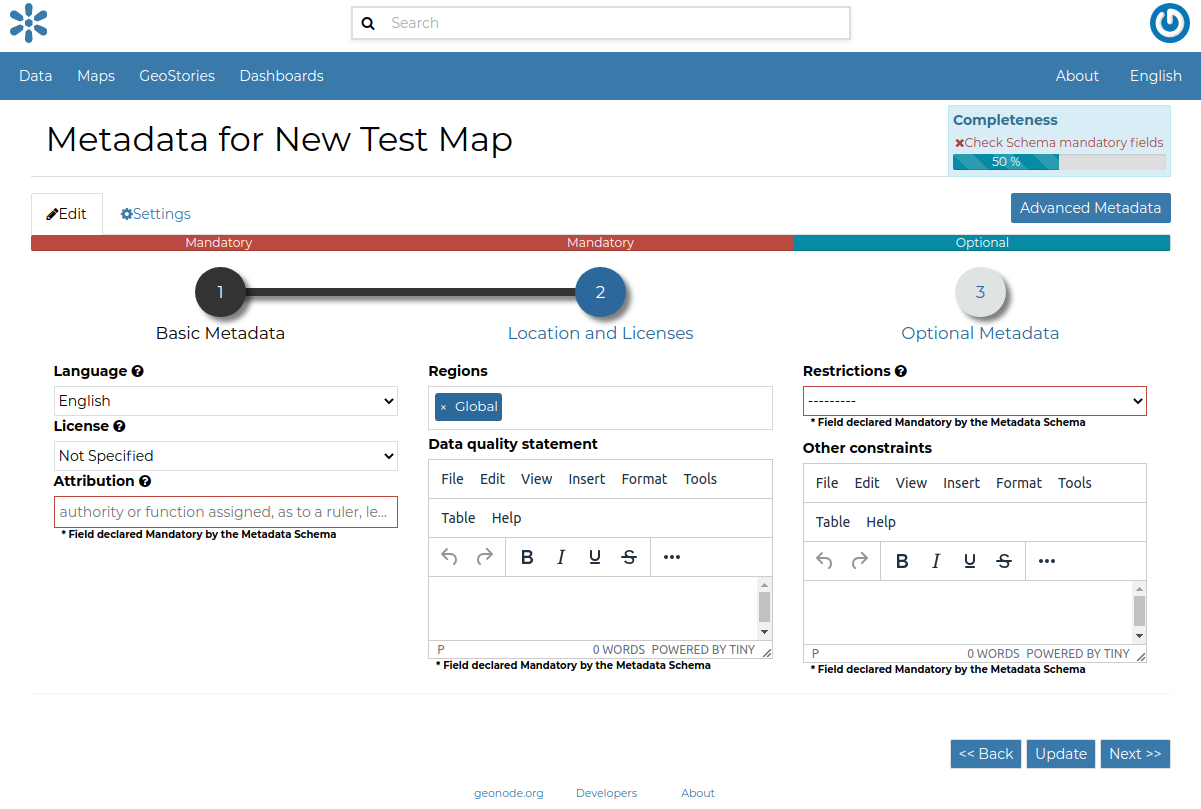 Search
Data Maps GeoStories Dashboards About English
Metadata for New Test Map
Completeness
Check Schema mandatory fields
50 %
Edit Settings Advanced Metadata
Mandatory Mandatory Optional
1 2 3
Basic Metadata Location and Licenses Optional Metadata
Language
English
License
Not Specified
Attribution
authority or function assigned, as to a ruler, le...
* Field declared Mandatory by the Metadata Schema
Regions
× Global
Data quality statement
File Edit View Insert Format Tools
Table Help
B I U S ...
P 0 WORDS POWERED BY TINY
* Field declared Mandatory by the Metadata Schema
Restrictions
---------
* Field declared Mandatory by the Metadata Schema
Other constraints
File Edit View Insert Format Tools
Table Help
B I U S ...
P 0 WORDS POWERED BY TINY
* Field declared Mandatory by the Metadata Schema
<< Back Update Next >>
geonode.org Developers About